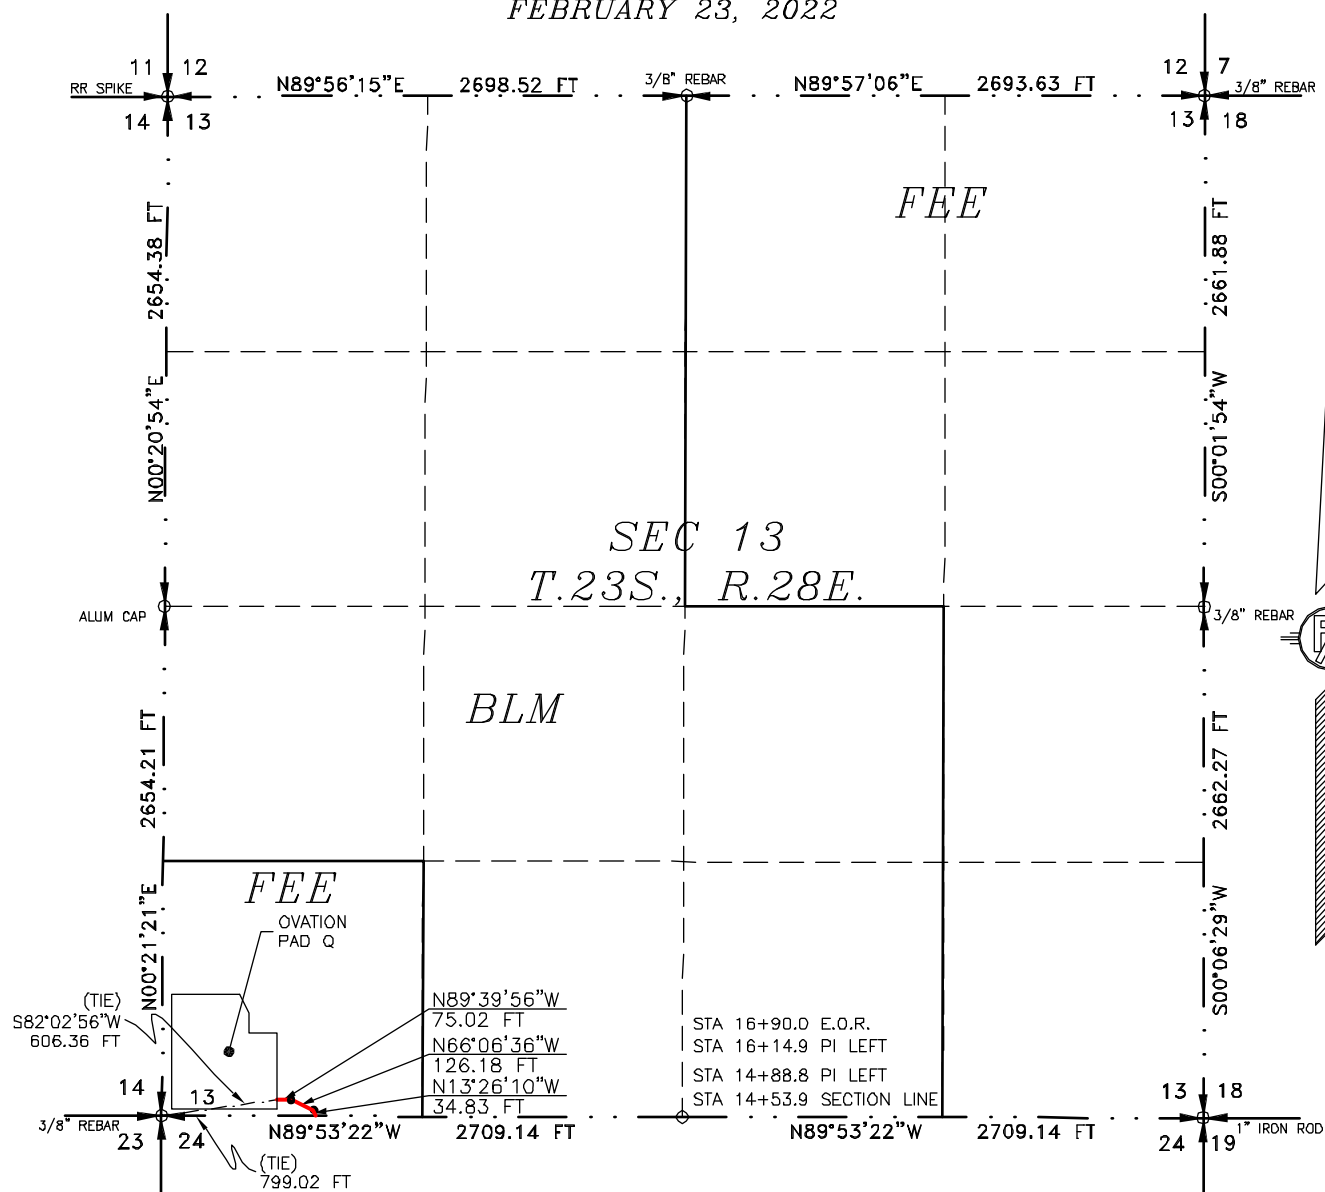 FEBRUARY 23, 2022
11 12
N89°56'15"E 2698.52 FT
3/8" REBAR
N89°57'06"E 2693.63 FT
12 7
RR SPIKE
3/8" REBAR
14 13
13 18
FEE
2654.38 FT
2661.88 FT
N00°20'54"E
S00°01'54"W
SEC 13
T.23S., R.28E.
ALUM CAP
3/8" REBAR
BLM
2654.21 FT
2662.27 FT
FEE
OVATION
PAD Q
N00°21'21"E
S00°06'29"W
(TIE)
S82°02'56"W
606.36 FT
N89°39'56"W
75.02 FT
N66°06'36"W
126.18 FT
N13°26'10"W
34.83 FT
STA 16+90.0 E.O.R.
STA 16+14.9 PI LEFT
STA 14+88.8 PI LEFT
STA 14+53.9 SECTION LINE
14 13
13 18
3/8" REBAR
1" IRON ROD
23 24
N89°53'22"W 2709.14 FT
N89°53'22"W 2709.14 FT
24 19
(TIE)
799.02 FT